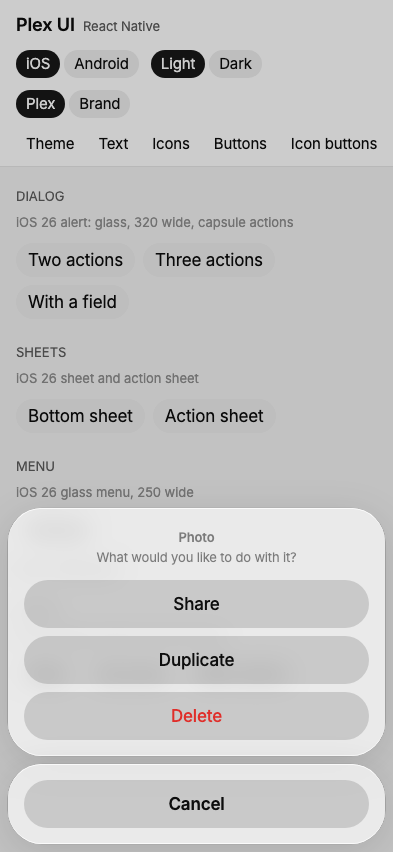 Plex UI React Native
iOS Android Light Dark
Plex Brand
Theme Text Icons Buttons Icon buttons
DIALOG
iOS 26 alert: glass, 320 wide, capsule actions
Two actions Three actions
With a field
SHEETS
iOS 26 sheet and action sheet
Bottom sheet Action sheet
MENU
iOS 26 glass menu, 250 wide
Photo
What would you like to do with it?
Share
Duplicate
Delete
Cancel